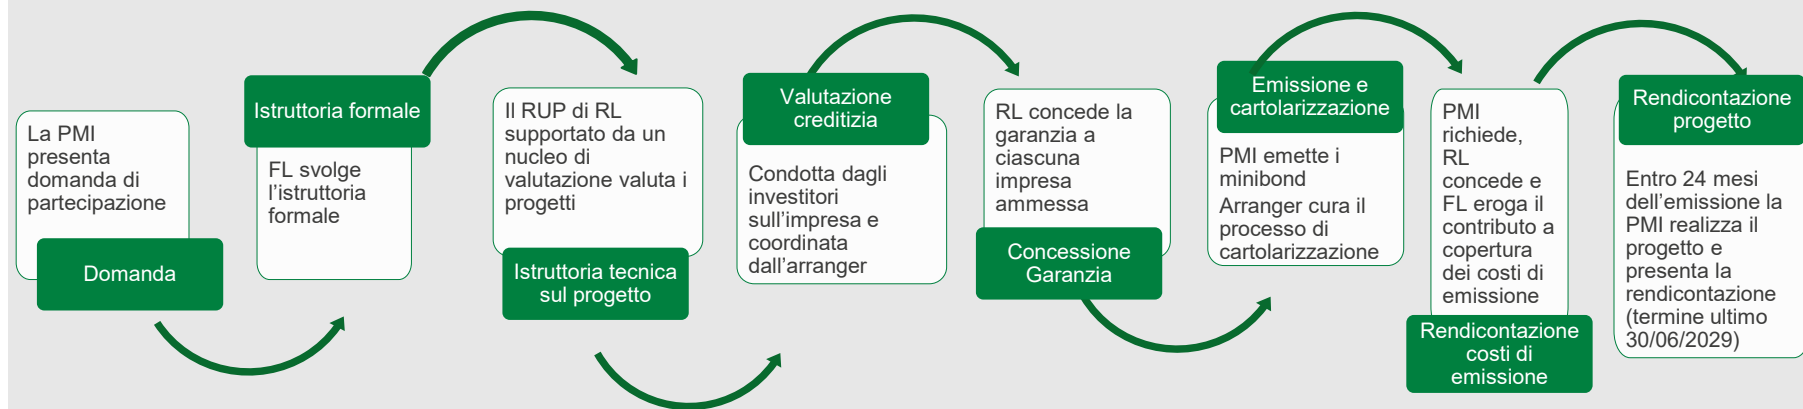 La PMI
presenta
domanda di
partecipazione
Domanda
Istruttoria formale
FL svolge
l’istruttoria
formale
Il RUP di RL
supportato da un
nucleo di
valutazione valuta i
progetti
Istruttoria tecnica
sul progetto
Valutazione
creditizia
Condotta dagli
investitori
sull’impresa e
coordinata
dall’arranger
RL concede la
garanzia a
ciascuna
impresa
ammessa
Concessione
Garanzia
Emissione e
cartolarizzazione
PMI emette i
minibond
Arranger cura il
processo di
cartolarizzazione
PMI
richiede,
RL
concede e
FL eroga il
contributo a
copertura
dei costi di
emissione
Rendicontazione
costi di
emissione
Rendicontazione
progetto
Entro 24 mesi
dell’emissione la
PMI realizza il
progetto e
presenta la
rendicontazione
(termine ultimo
30/06/2029)